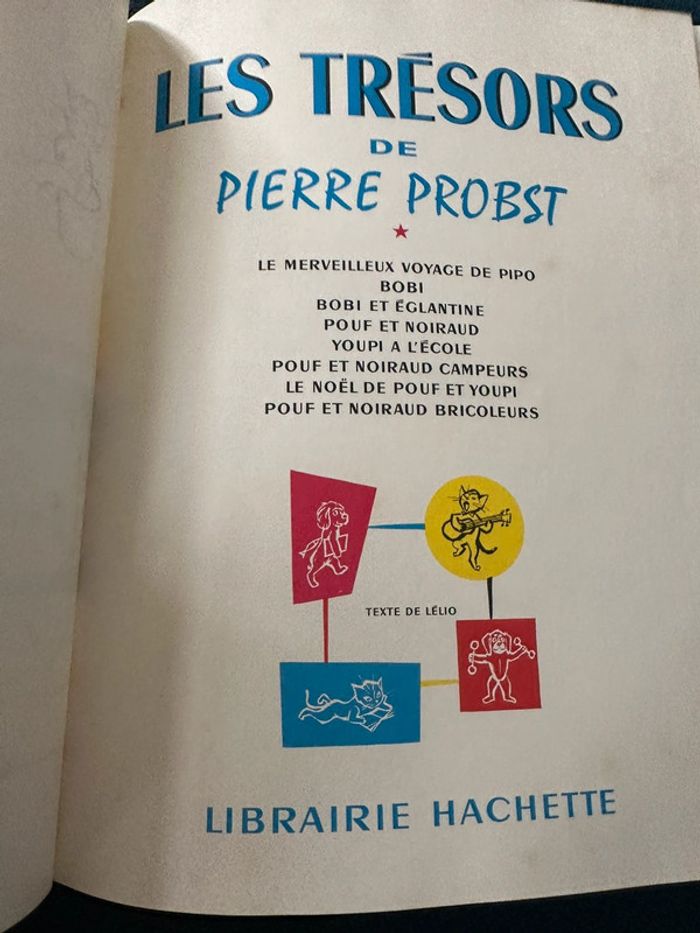 LES TRÉSORS
DE
PIERRE PROBST
LE MERVEILLEUX VOYAGE DE PIPO
BOBI
BOBI ET ÉGLANTINE
POUF ET NOIRAUD
YOUPI A L'ÉCOLE
POUF ET NOIRAUD CAMPEURS
LE NOËL DE POUF ET YOUPI
POUF ET NOIRAUD BRICOLEURS
TEXTE DE LÉLIO
LIBRAIRIE HACHETTE